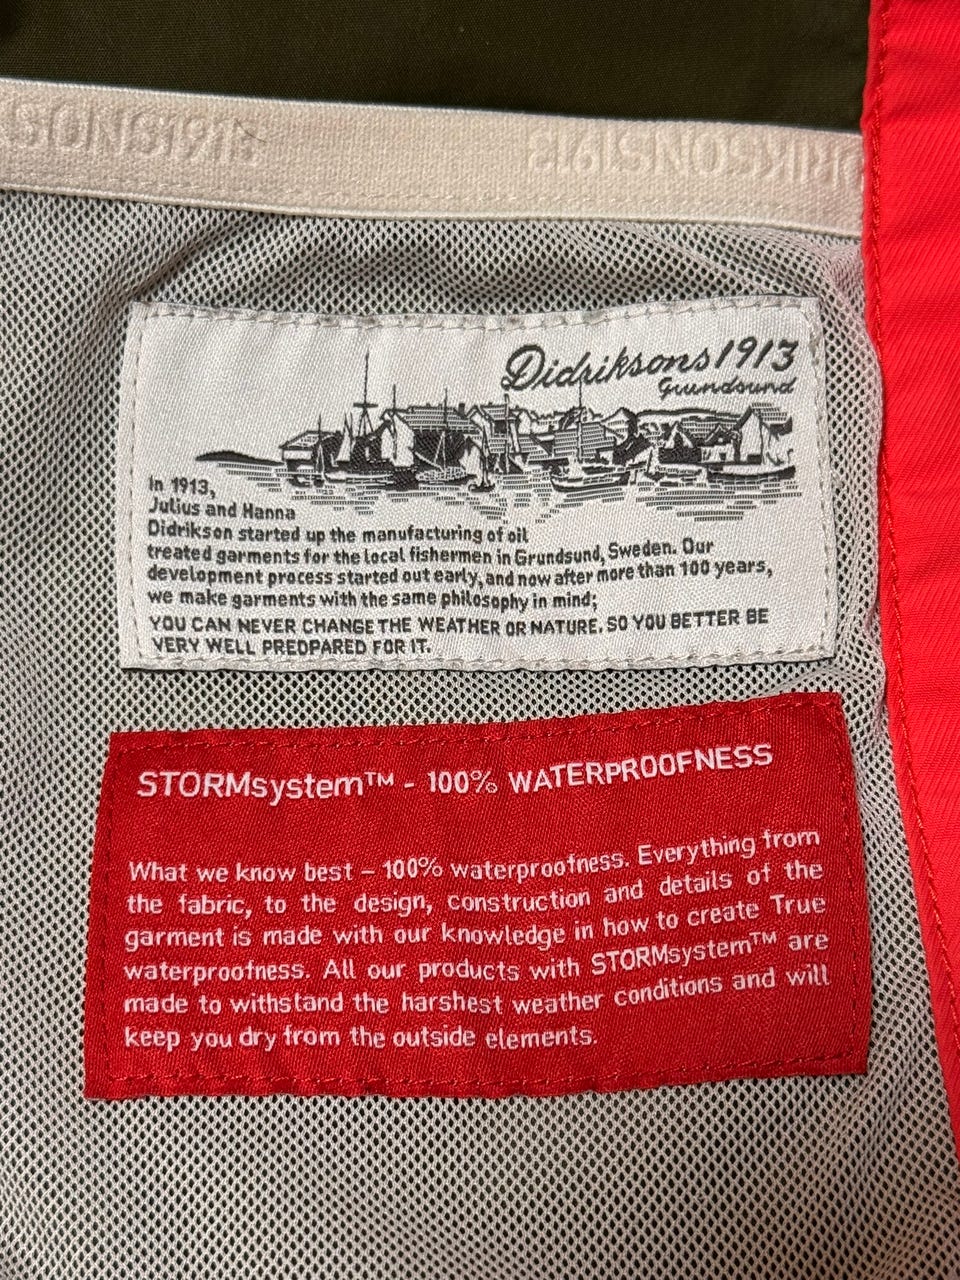 DRIKSONS1913
Didriksons1913
Grundsund
In 1913,
Julius and Hanna
Didrikson started up the manufacturing of oil
treated garments for the local fishermen in Grundsund, Sweden. Our
development process started out early, and now after more than 100 years,
we make garments with the same philosophy in mind;
YOU CAN NEVER CHANGE THE WEATHER OR NATURE, SO YOU BETTER BE
VERY WELL PREDPARED FOR IT.
STORMsystem™ - 100% WATERPROOFNESS
What we know best – 100% waterproofness. Everything from
the fabric, to the design, construction and details of the
garment is made with our knowledge in how to create True
waterproofness. All our products with STORMsystem™ are
made to withstand the harshest weather conditions and will
keep you dry from the outside elements.